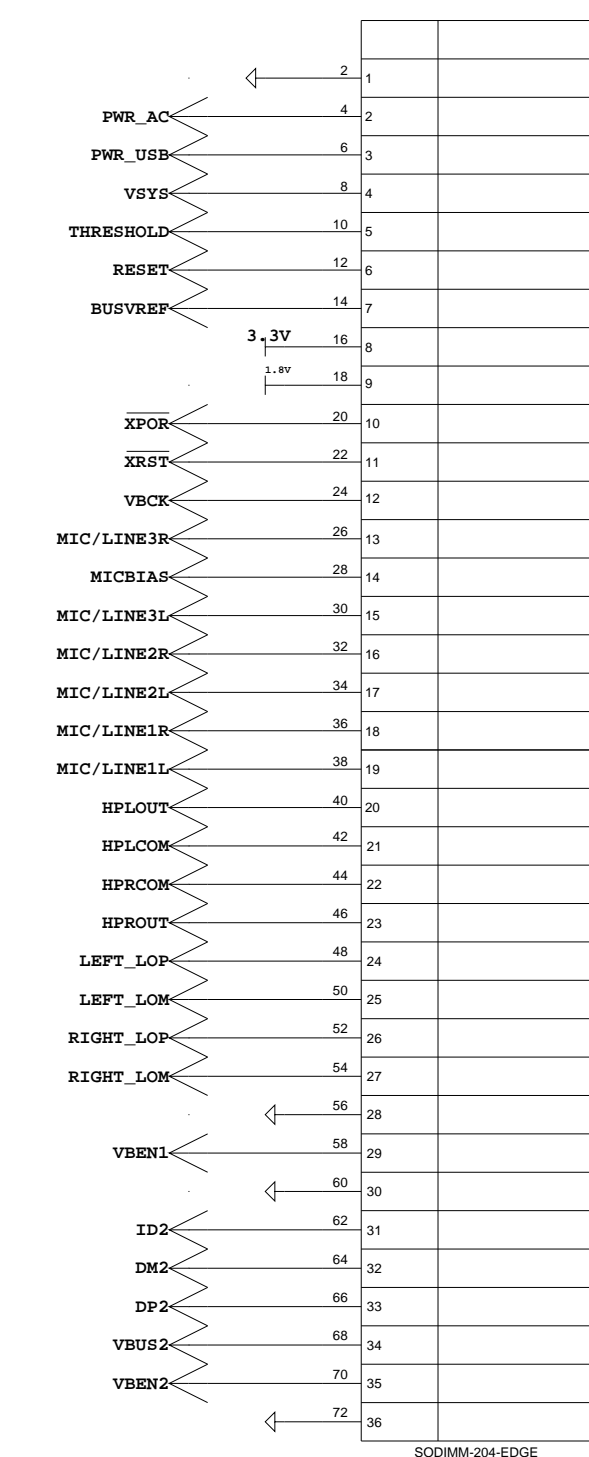 2 1
PWR_AC 4 2
PWR_USB 6 3
VSYS 8 4
THRESHOLD 10 5
RESET 12 6
BUSVREF 14 7
3.3V 16 8
1.8V 18 9
XPOR 20 10
XRST 22 11
VBCK 24 12
MIC/LINE3R 26 13
MICBIAS 28 14
MIC/LINE3L 30 15
MIC/LINE2R 32 16
MIC/LINE2L 34 17
MIC/LINE1R 36 18
MIC/LINE1L 38 19
HPLOUT 40 20
HPLCOM 42 21
HPRCOM 44 22
HPROUT 46 23
LEFT_LOP 48 24
LEFT_LOM 50 25
RIGHT_LOP 52 26
RIGHT_LOM 54 27
56 28
VBEN1 58 29
60 30
ID2 62 31
DM2 64 32
DP2 66 33
VBUS2 68 34
VBEN2 70 35
72 36
SODIMM-204-EDGE